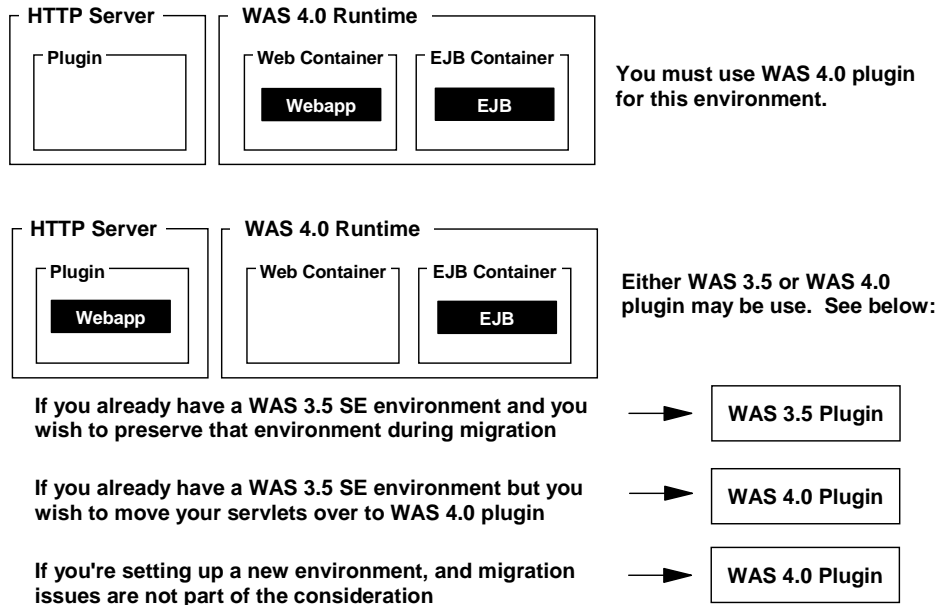 HTTP Server
WAS 4.0 Runtime
Plugin
Web Container
EJB Container
Webapp
EJB
You must use WAS 4.0 plugin
for this environment.
HTTP Server
WAS 4.0 Runtime
Plugin
Web Container
EJB Container
Webapp
EJB
Either WAS 3.5 or WAS 4.0
plugin may be use. See below:
If you already have a WAS 3.5 SE environment and you
wish to preserve that environment during migration
WAS 3.5 Plugin
If you already have a WAS 3.5 SE environment but you
wish to move your servlets over to WAS 4.0 plugin
WAS 4.0 Plugin
If you're setting up a new environment, and migration
issues are not part of the consideration
WAS 4.0 Plugin